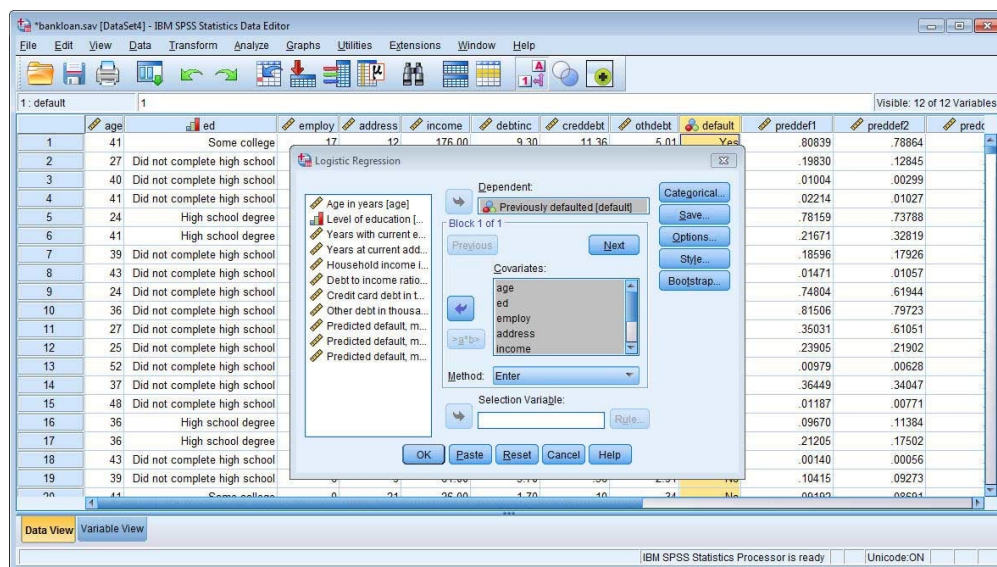 *bankloan.sav [DataSet4] - IBM SPSS Statistics Data Editor
File Edit View Data Transform Analyze Graphs Utilities Extensions Window Help
1 : default 1 Visible: 12 of 12 Variables
age ed employ address income debtinc creddebt othdebt default preddef1 preddef2
1 41 Some college 17 12 176.00 9.30 11.36 5.01 Yes .80839 .78864
2 27 Did not complete high school .19830 .12845
3 40 Did not complete high school .01004 .00299
4 41 Did not complete high school .02214 .01027
5 24 High school degree .78159 .73788
6 41 High school degree .21671 .32819
7 39 Did not complete high school .18596 .17926
8 43 Did not complete high school .01471 .01057
9 24 Did not complete high school .74804 .61944
10 36 Did not complete high school .81506 .79723
11 27 Did not complete high school .35031 .61051
12 25 Did not complete high school .23905 .21902
13 52 Did not complete high school .00979 .00628
14 37 Did not complete high school .36449 .34047
15 48 Did not complete high school .01187 .00771
16 36 High school degree .09670 .11384
17 36 High school degree .21205 .17502
18 43 Did not complete high school .00140 .00056
19 39 Did not complete high school .10415 .09273
20 41 Some college 0 21 26.00 1.70 .10 .34 No .09192 .08691
Logistic Regression
Age in years [age]
Level of education [...
Years with current e...
Years at current add...
Household income i...
Debt to income ratio...
Credit card debt in t...
Other debt in thousa...
Predicted default, m...
Predicted default, m...
Predicted default, m...
Dependent:
Previously defaulted [default]
Block 1 of 1
Previous Next
Covariates:
age
ed
employ
address
income
>a*b>
Method: Enter
Selection Variable:
Rule...
Categorical...
Save...
Options...
Style...
Bootstrap...
OK Paste Reset Cancel Help
Data View Variable View
IBM SPSS Statistics Processor is ready Unicode:ON